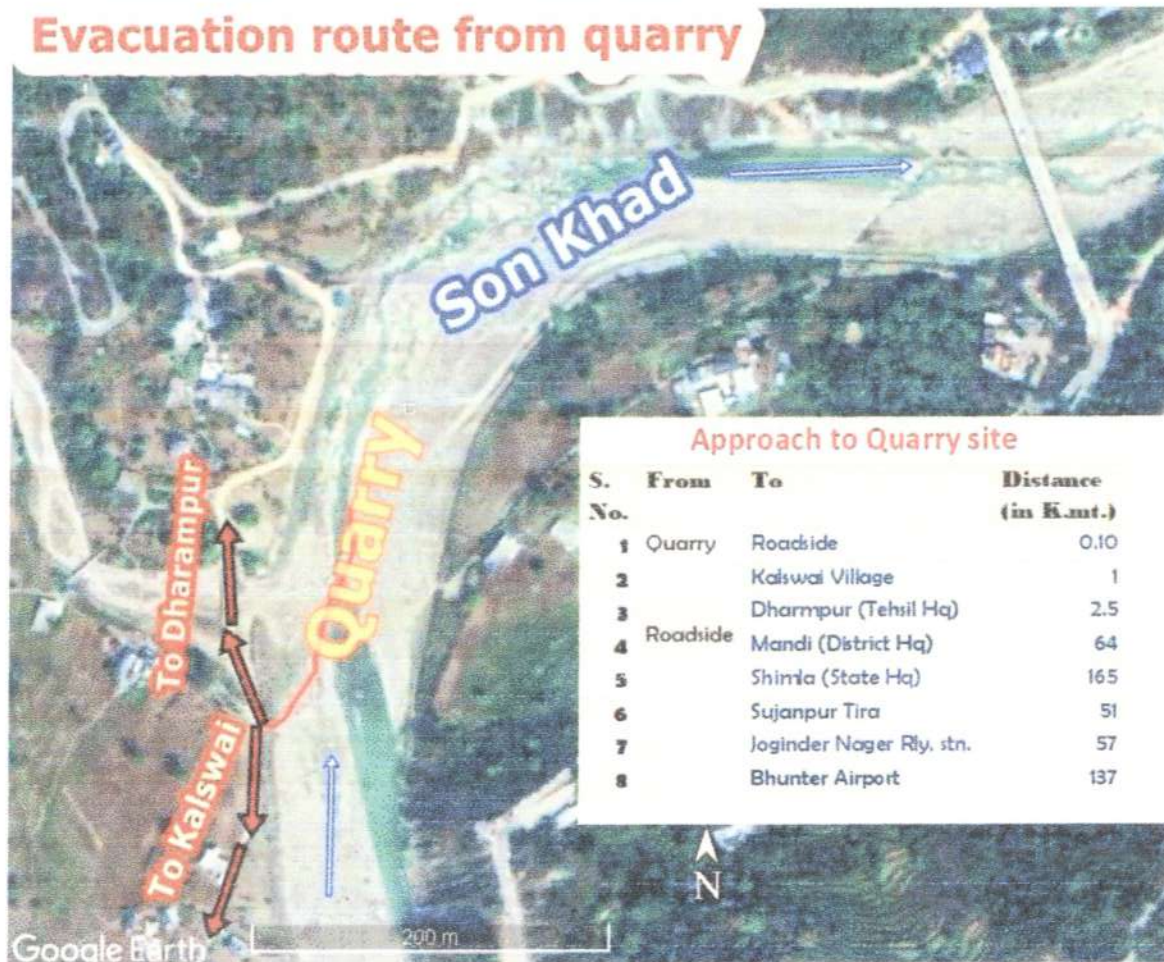 Evacuation route from quarry
Son Khad
Quarry
To Dharampur
To Kalswai
Approach to Quarry site
S. No. From To Distance (in K.mt.)
1 Quarry Roadside 0.10
2 Kalswai Village 1
3 Dharmpur (Tehsil Hq) 2.5
4 Roadside Mandi (District Hq) 64
5 Shimla (State Hq) 165
6 Sujanpur Tira 51
7 Joginder Nager Rly. stn. 57
8 Bhunter Airport 137
N
200 m
Google Earth